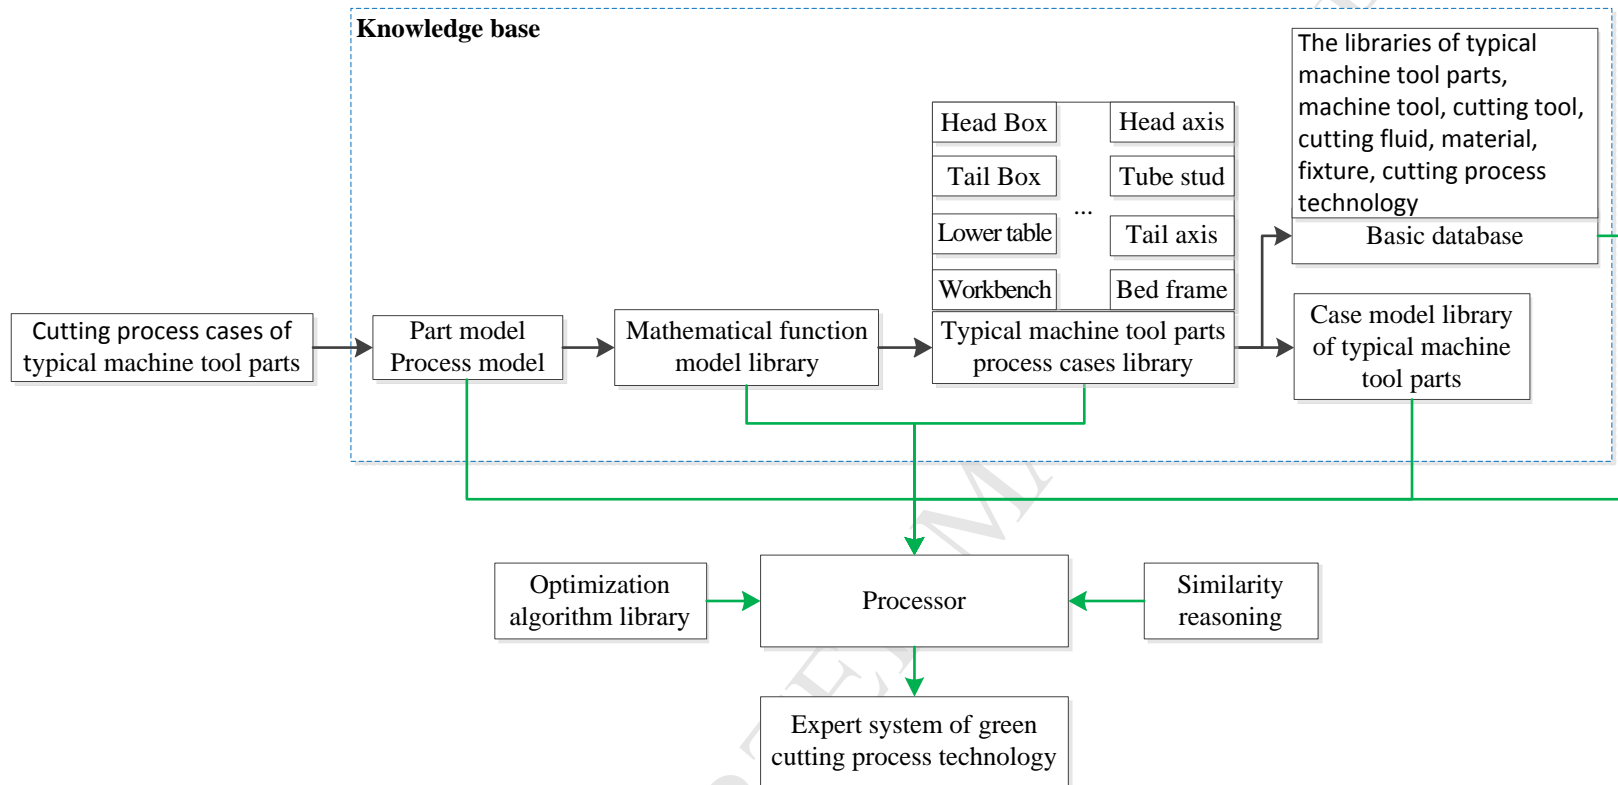 Knowledge base
The libraries of typical
machine tool parts,
machine tool, cutting tool,
cutting fluid, material,
fixture, cutting process
technology
Basic database
Head Box
Head axis
Tail Box
Tube stud
...
Lower table
Tail axis
Workbench
Bed frame
Cutting process cases of
typical machine tool parts
Part model
Process model
Mathematical function
model library
Typical machine tool parts
process cases library
Case model library
of typical machine
tool parts
Optimization
algorithm library
Processor
Similarity
reasoning
Expert system of green
cutting process technology